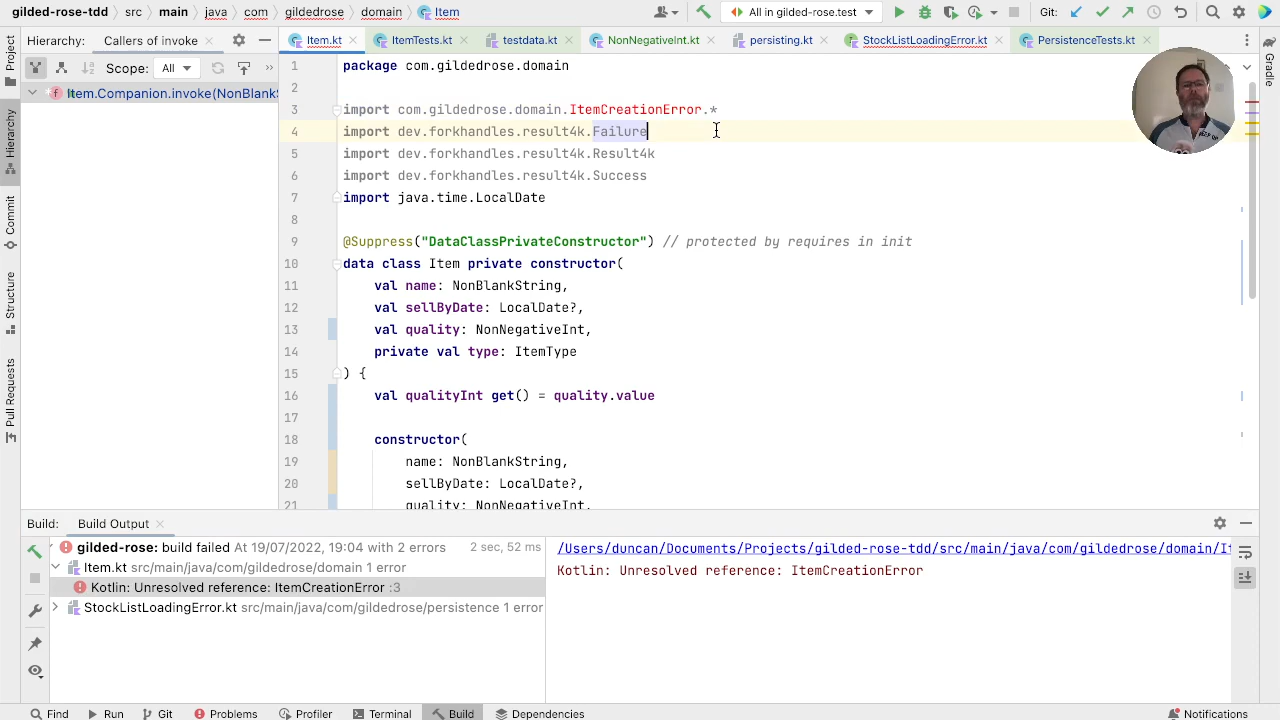 gilded-rose-tdd src main java com gildedrose domain Item
All in gilded-rose.test
Git:
Project
Hierarchy
Commit
Structure
Pull Requests
Hierarchy: Callers of invoke
Scope: All
Item.Companion.invoke(NonBlankS
Item.kt ItemTests.kt testdata.kt NonNegativeInt.kt persisting.kt StockListLoadingError.kt PersistenceTests.kt
Gradle
1 package com.gildedrose.domain
2
3 import com.gildedrose.domain.ItemCreationError.*
4 import dev.forkhandles.result4k.Failure
5 import dev.forkhandles.result4k.Result4k
6 import dev.forkhandles.result4k.Success
7 import java.time.LocalDate
8
9 @Suppress("DataClassPrivateConstructor") // protected by requires in init
10 data class Item private constructor(
11 val name: NonBlankString,
12 val sellByDate: LocalDate?,
13 val quality: NonNegativeInt,
14 private val type: ItemType
15 ) {
16 val qualityInt get() = quality.value
17
18 constructor(
19 name: NonBlankString,
20 sellByDate: LocalDate?,
21 quality: NonNegativeInt,
Build: Build Output
gilded-rose: build failed At 19/07/2022, 19:04 with 2 errors 2 sec, 52 ms
Item.kt src/main/java/com/gildedrose/domain 1 error
Kotlin: Unresolved reference: ItemCreationError :3
StockListLoadingError.kt src/main/java/com/gildedrose/persistence 1 error
/Users/duncan/Documents/Projects/gilded-rose-tdd/src/main/java/com/gildedrose/domain/It
Kotlin: Unresolved reference: ItemCreationError
Find Run Git Problems Profiler Terminal Build Dependencies Notifications